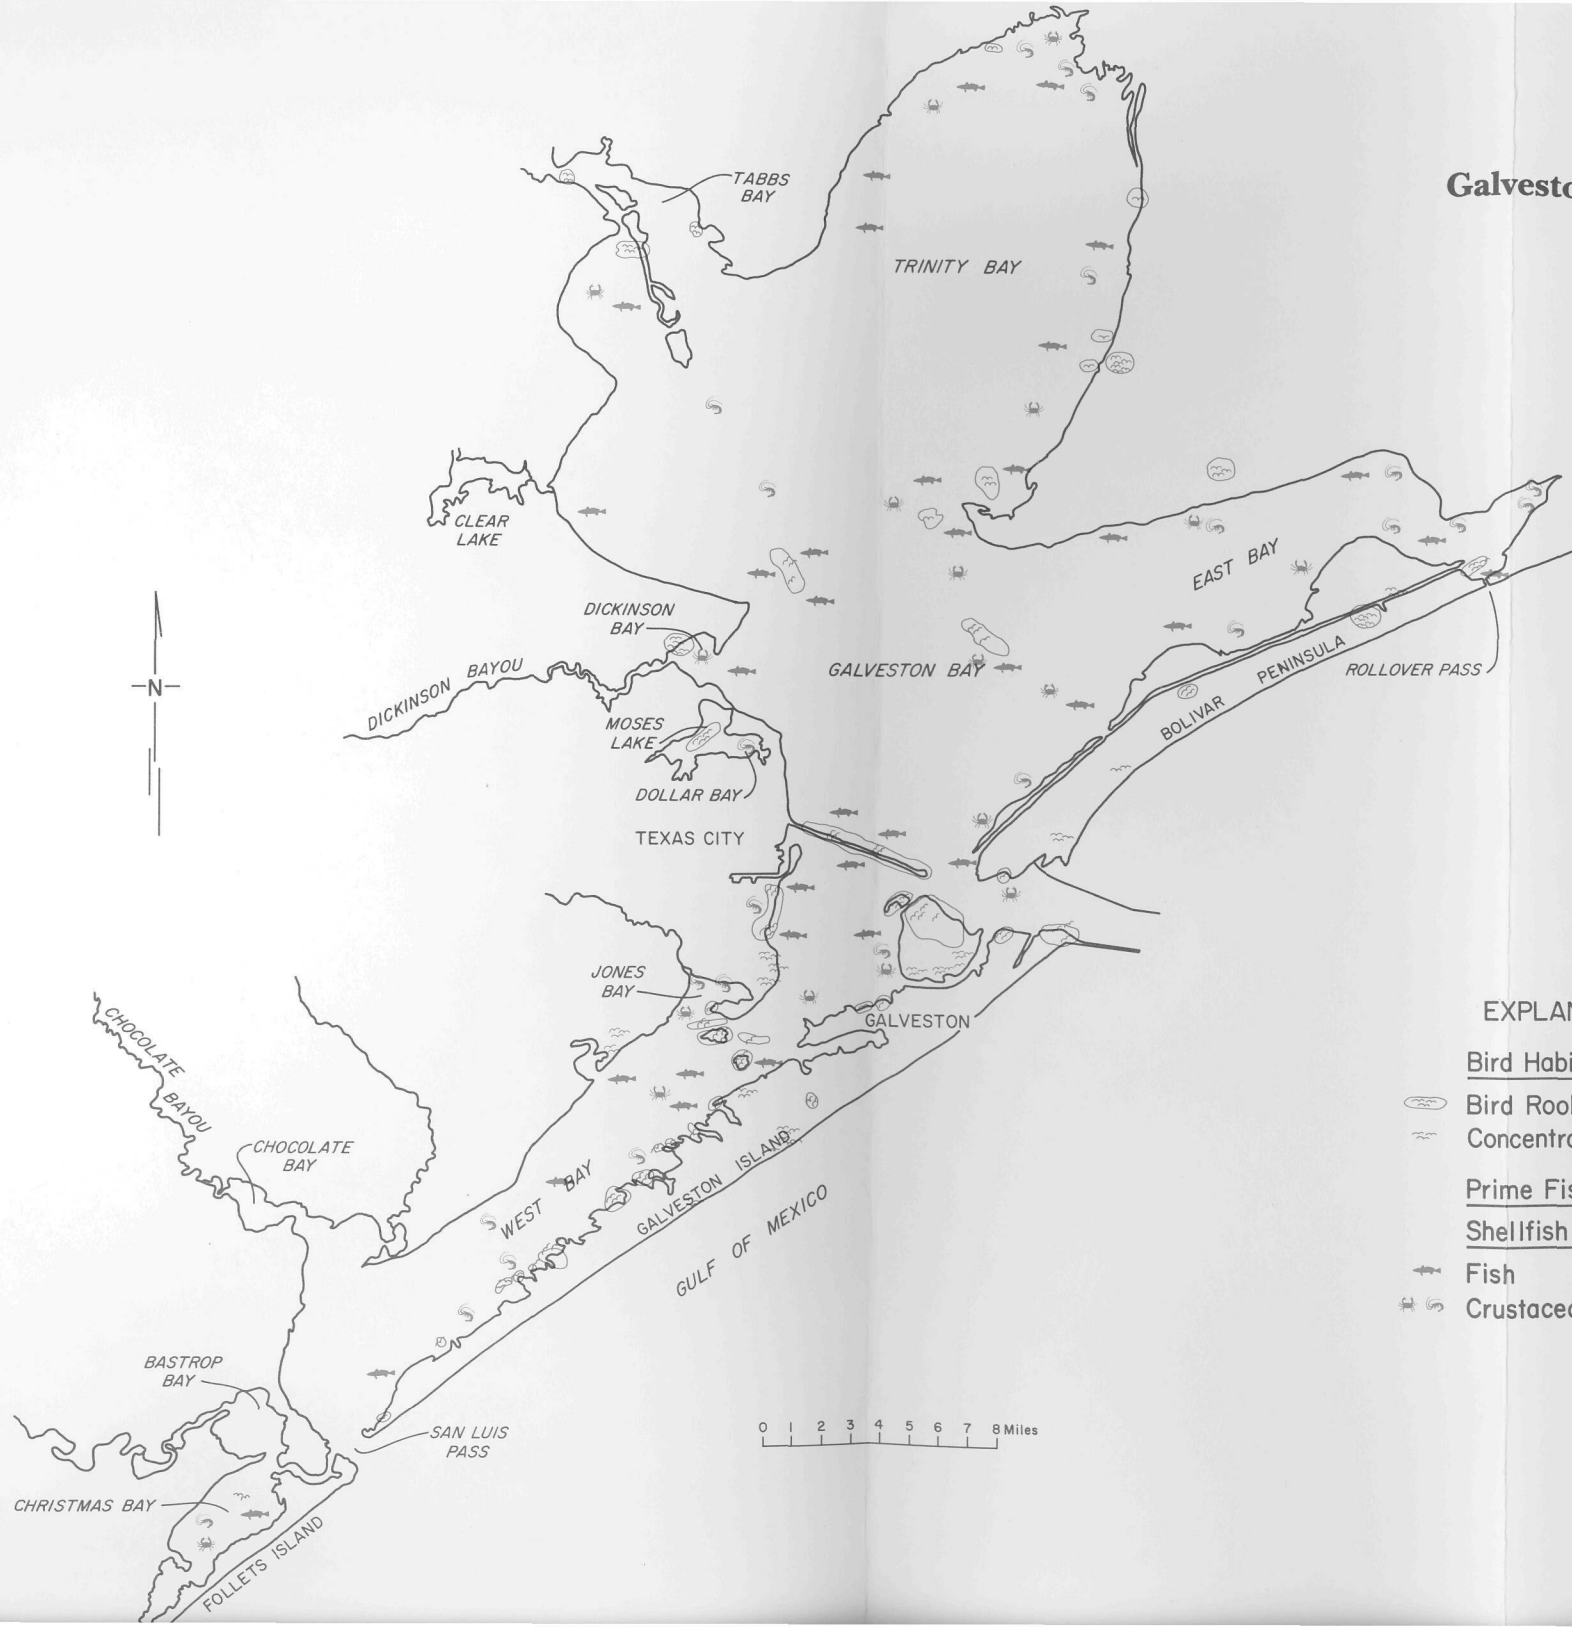 TABBS
BAY
Galvesto
TRINITY BAY
CLEAR
LAKE
EAST BAY
DICKINSON
BAY
DICKINSON BAYOU
GALVESTON BAY
BOLIVAR PENINSULA
ROLLOVER PASS
-N-
MOSES
LAKE
DOLLAR BAY
TEXAS CITY
JONES
BAY
GALVESTON
CHOCOLATE BAYOU
CHOCOLATE
BAY
WEST BAY
GALVESTON ISLAND
GULF OF MEXICO
EXPLAN
Bird Habi
Bird Rook
Concentra
Prime Fis
Shellfish
Fish
Crustacea
BASTROP
BAY
SAN LUIS
PASS
0 1 2 3 4 5 6 7 8 Miles
CHRISTMAS BAY
FOLLETS ISLAND